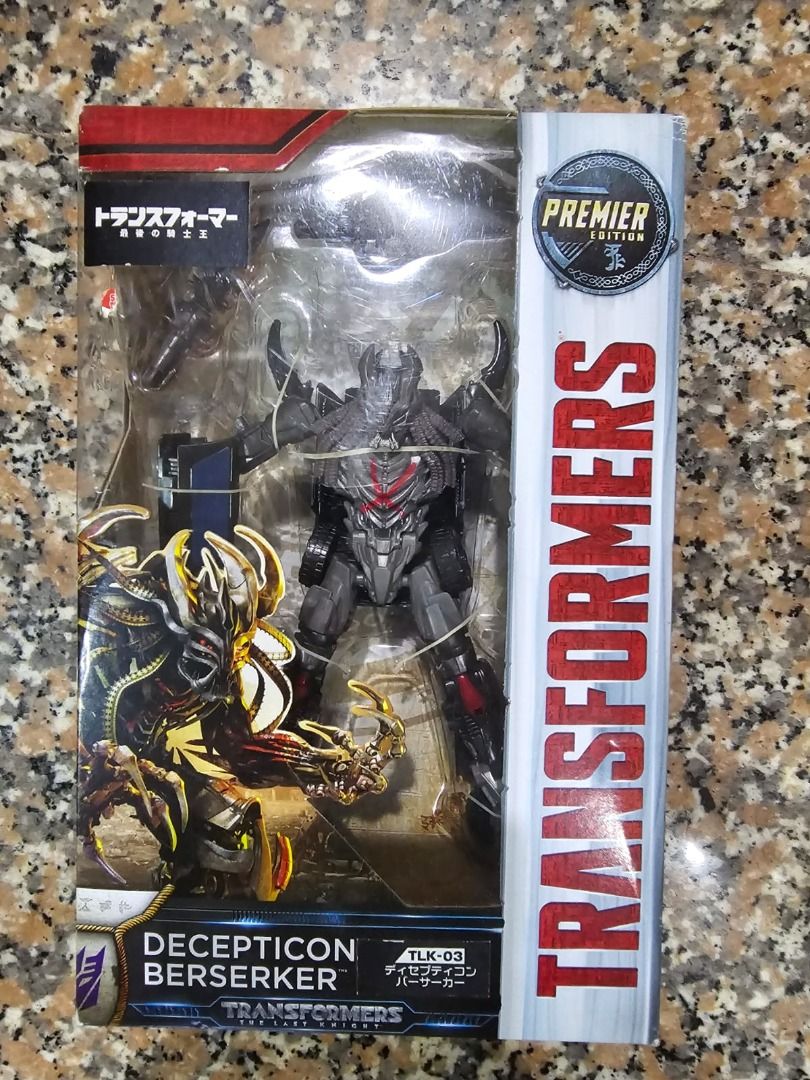 トランスフォーマー
最後の騎士王
PREMIER
EDITION
TRANSFORMERS
DECEPTICON
BERSERKER™
TLK-03
ディセプティコン
バーサーカー
TRANSFORMERS
THE LAST KNIGHT